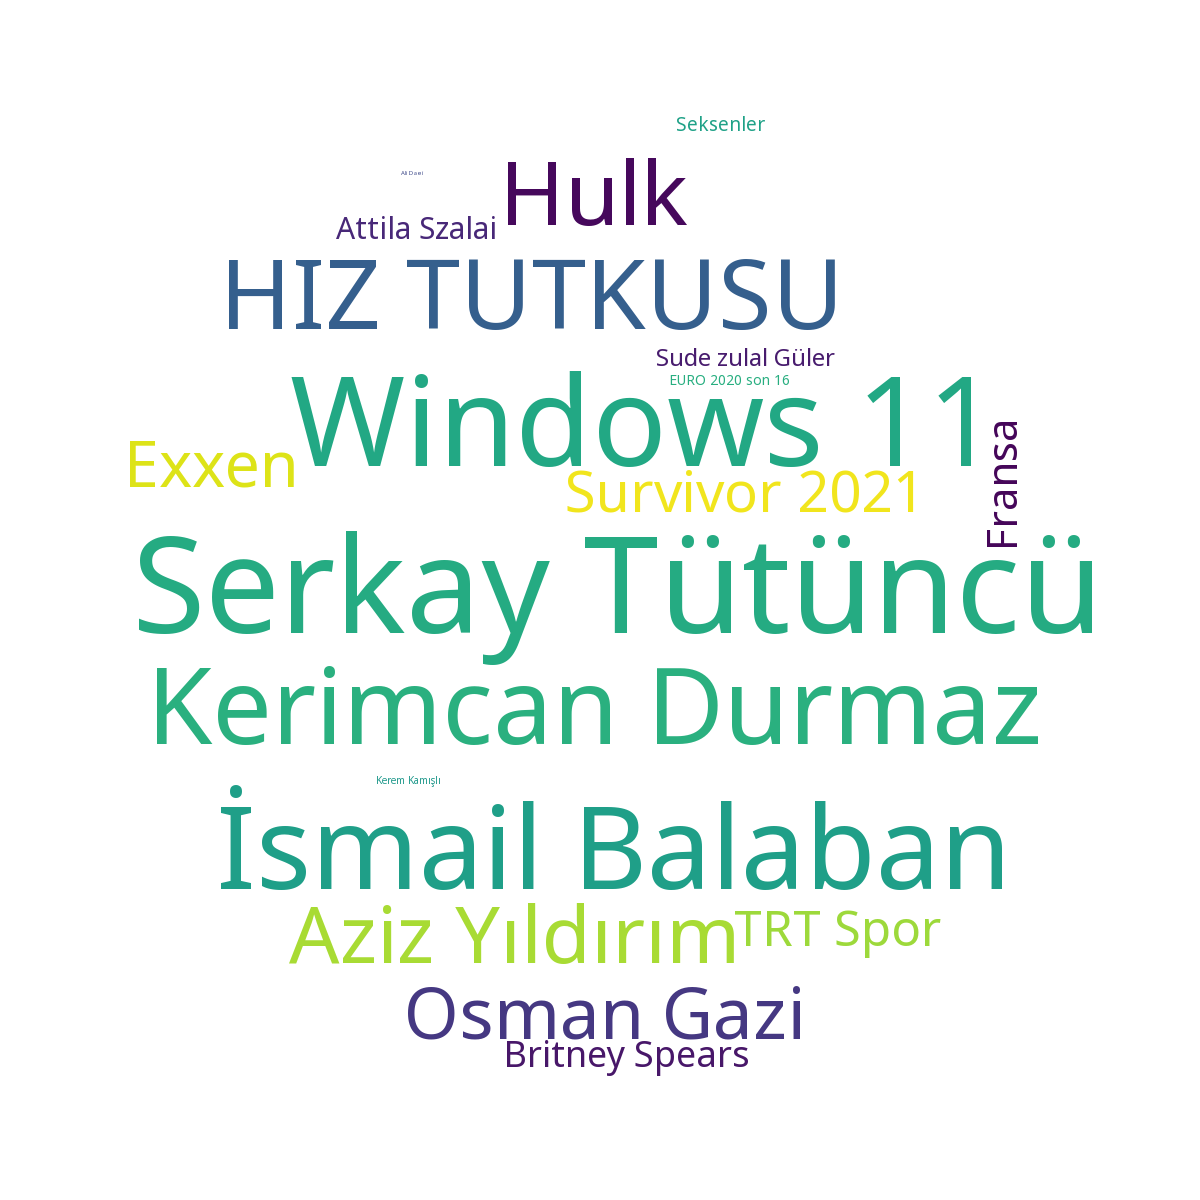 Seksenler
Hulk
Ali Daei
Attila Szalai
HIZ TUTKUSU
Sude zulal Güler
EURO 2020 son 16
Windows 11
Fransa
Exxen
Survivor 2021
Serkay Tütüncü
Kerimcan Durmaz
Kerem Kamışlı
İsmail Balaban
Aziz Yıldırım
TRT Spor
Osman Gazi
Britney Spears